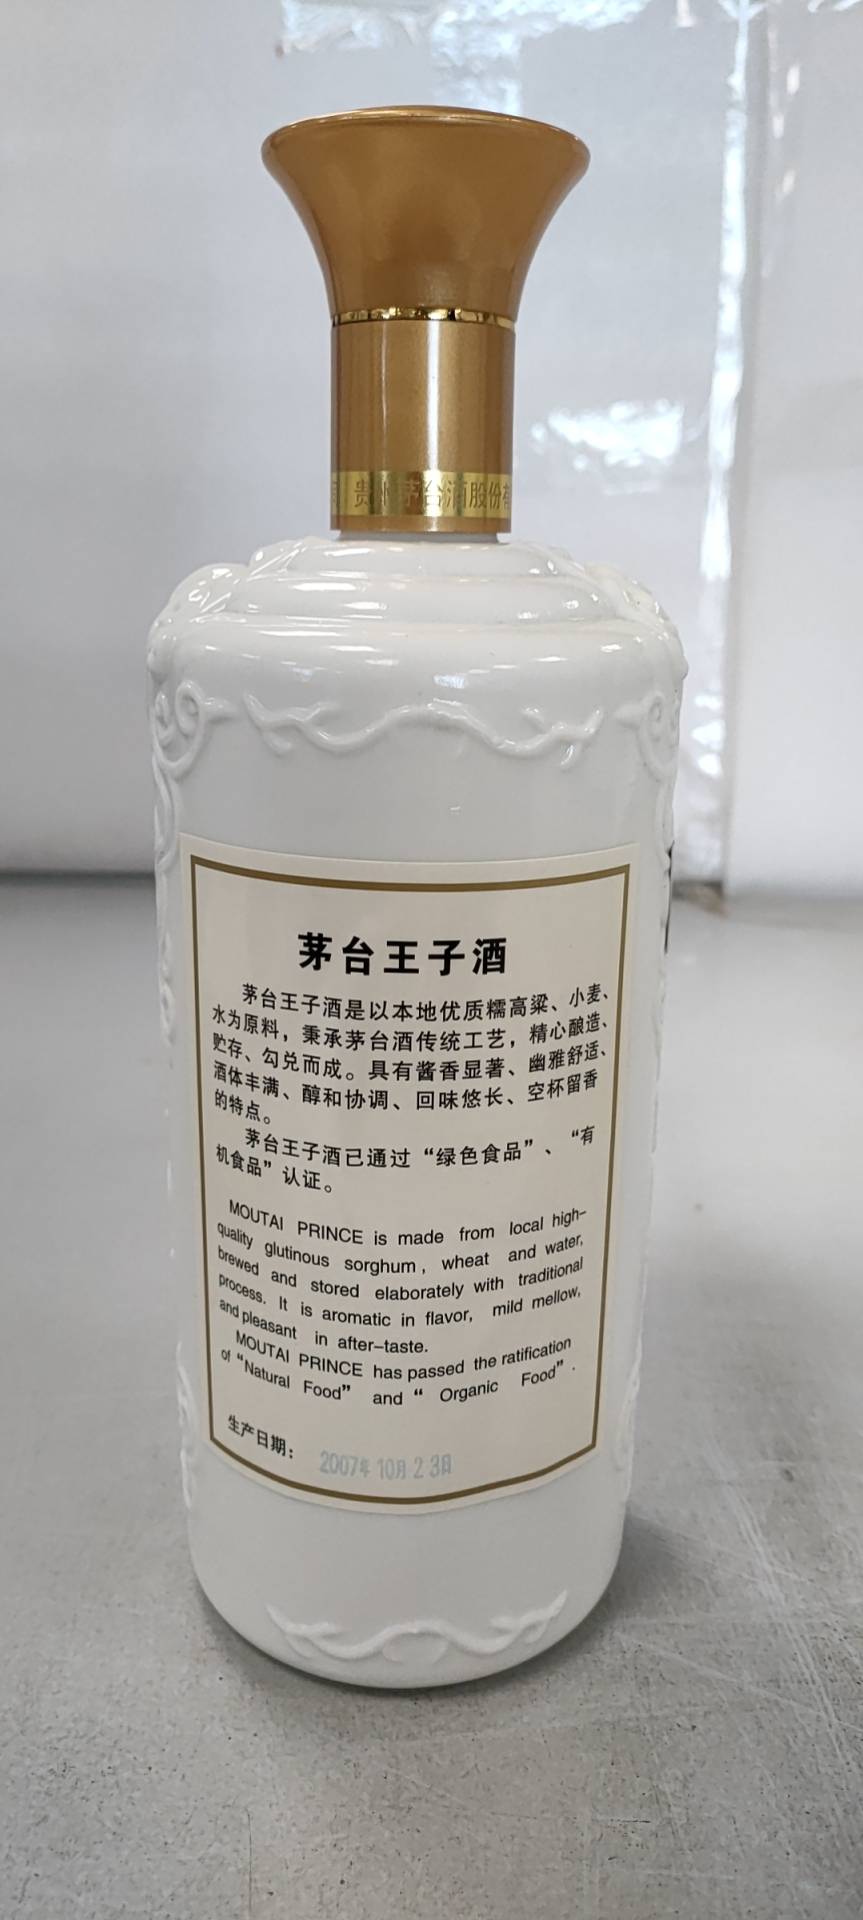 贵州茅台酒股份有
茅台王子酒
茅台王子酒是以本地优质糯高粱、小麦、
水为原料，秉承茅台酒传统工艺，精心酿造、
贮存、勾兑而成。具有酱香显著、幽雅舒适、
酒体丰满、醇和协调、回味悠长、空杯留香
的特点。
茅台王子酒已通过“绿色食品”、“有
机食品”认证。
MOUTAI PRINCE is made from local high-
quality glutinous sorghum, wheat and water,
brewed and stored elaborately with traditional
process. It is aromatic in flavor, mild mellow,
and pleasant in after-taste.
MOUTAI PRINCE has passed the ratification
of “Natural Food” and “ Organic Food”.
生产日期：
2007年10月23日